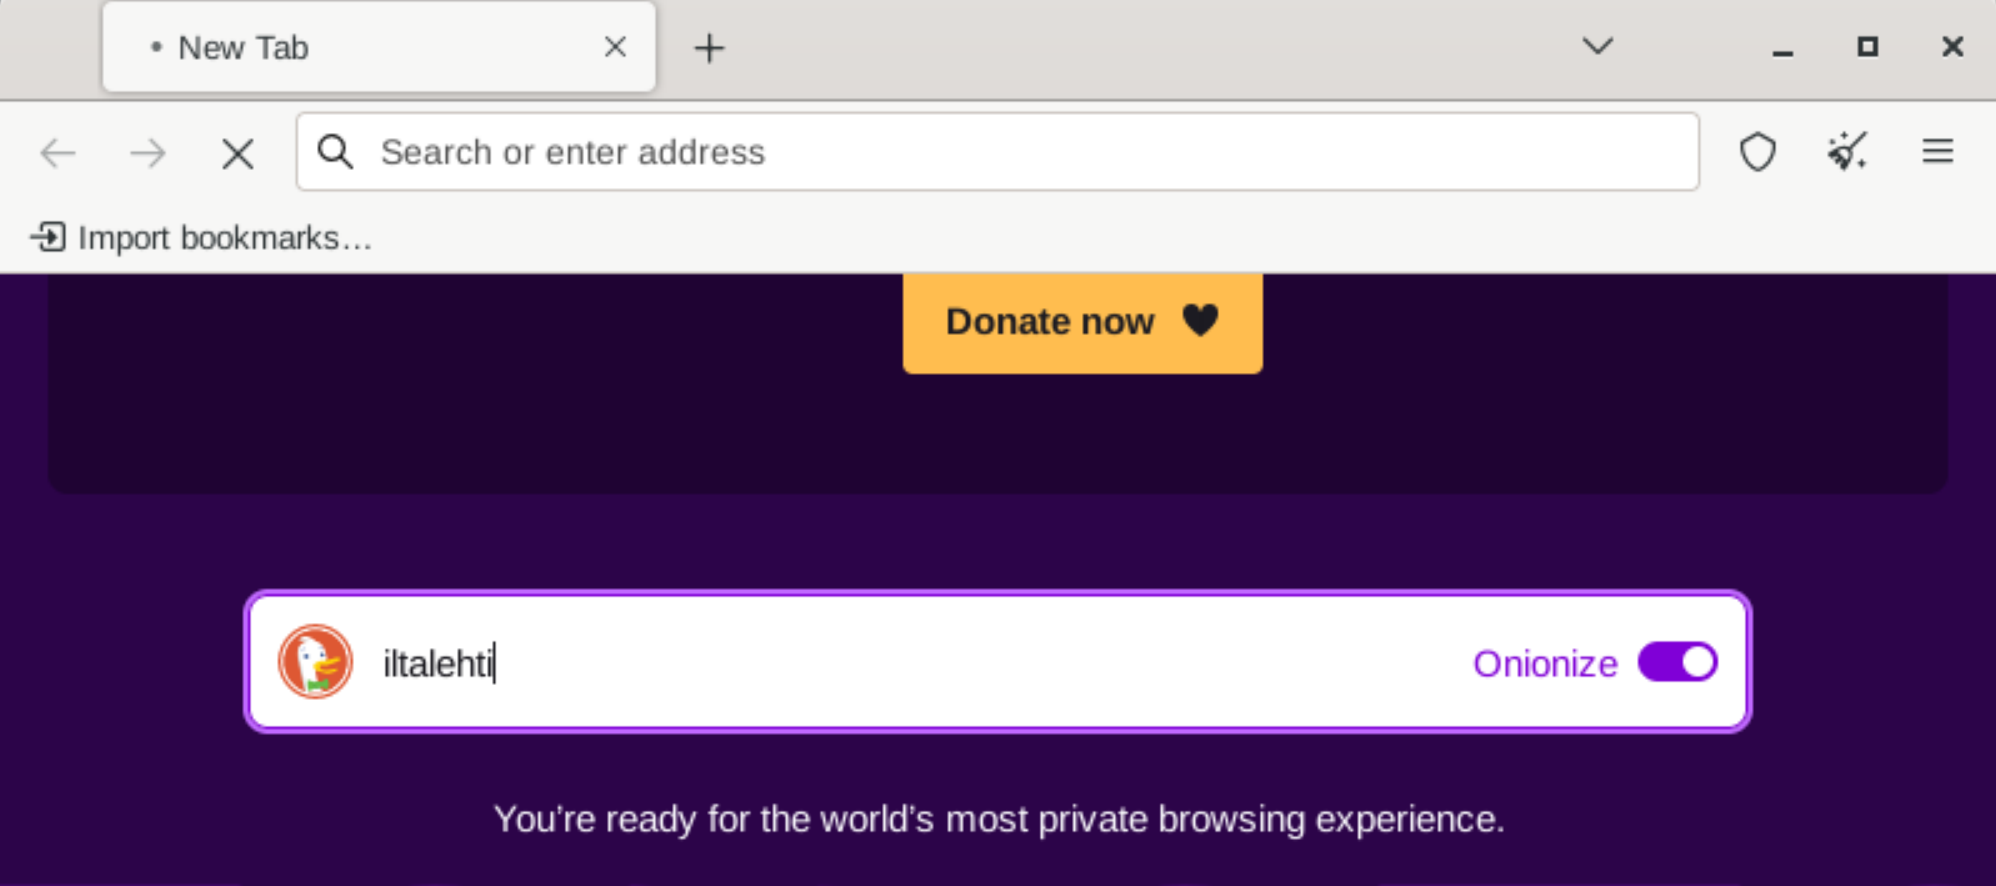 New Tab
Search or enter address
Import bookmarks…
Donate now
iltalehti
Onionize
You’re ready for the world’s most private browsing experience.